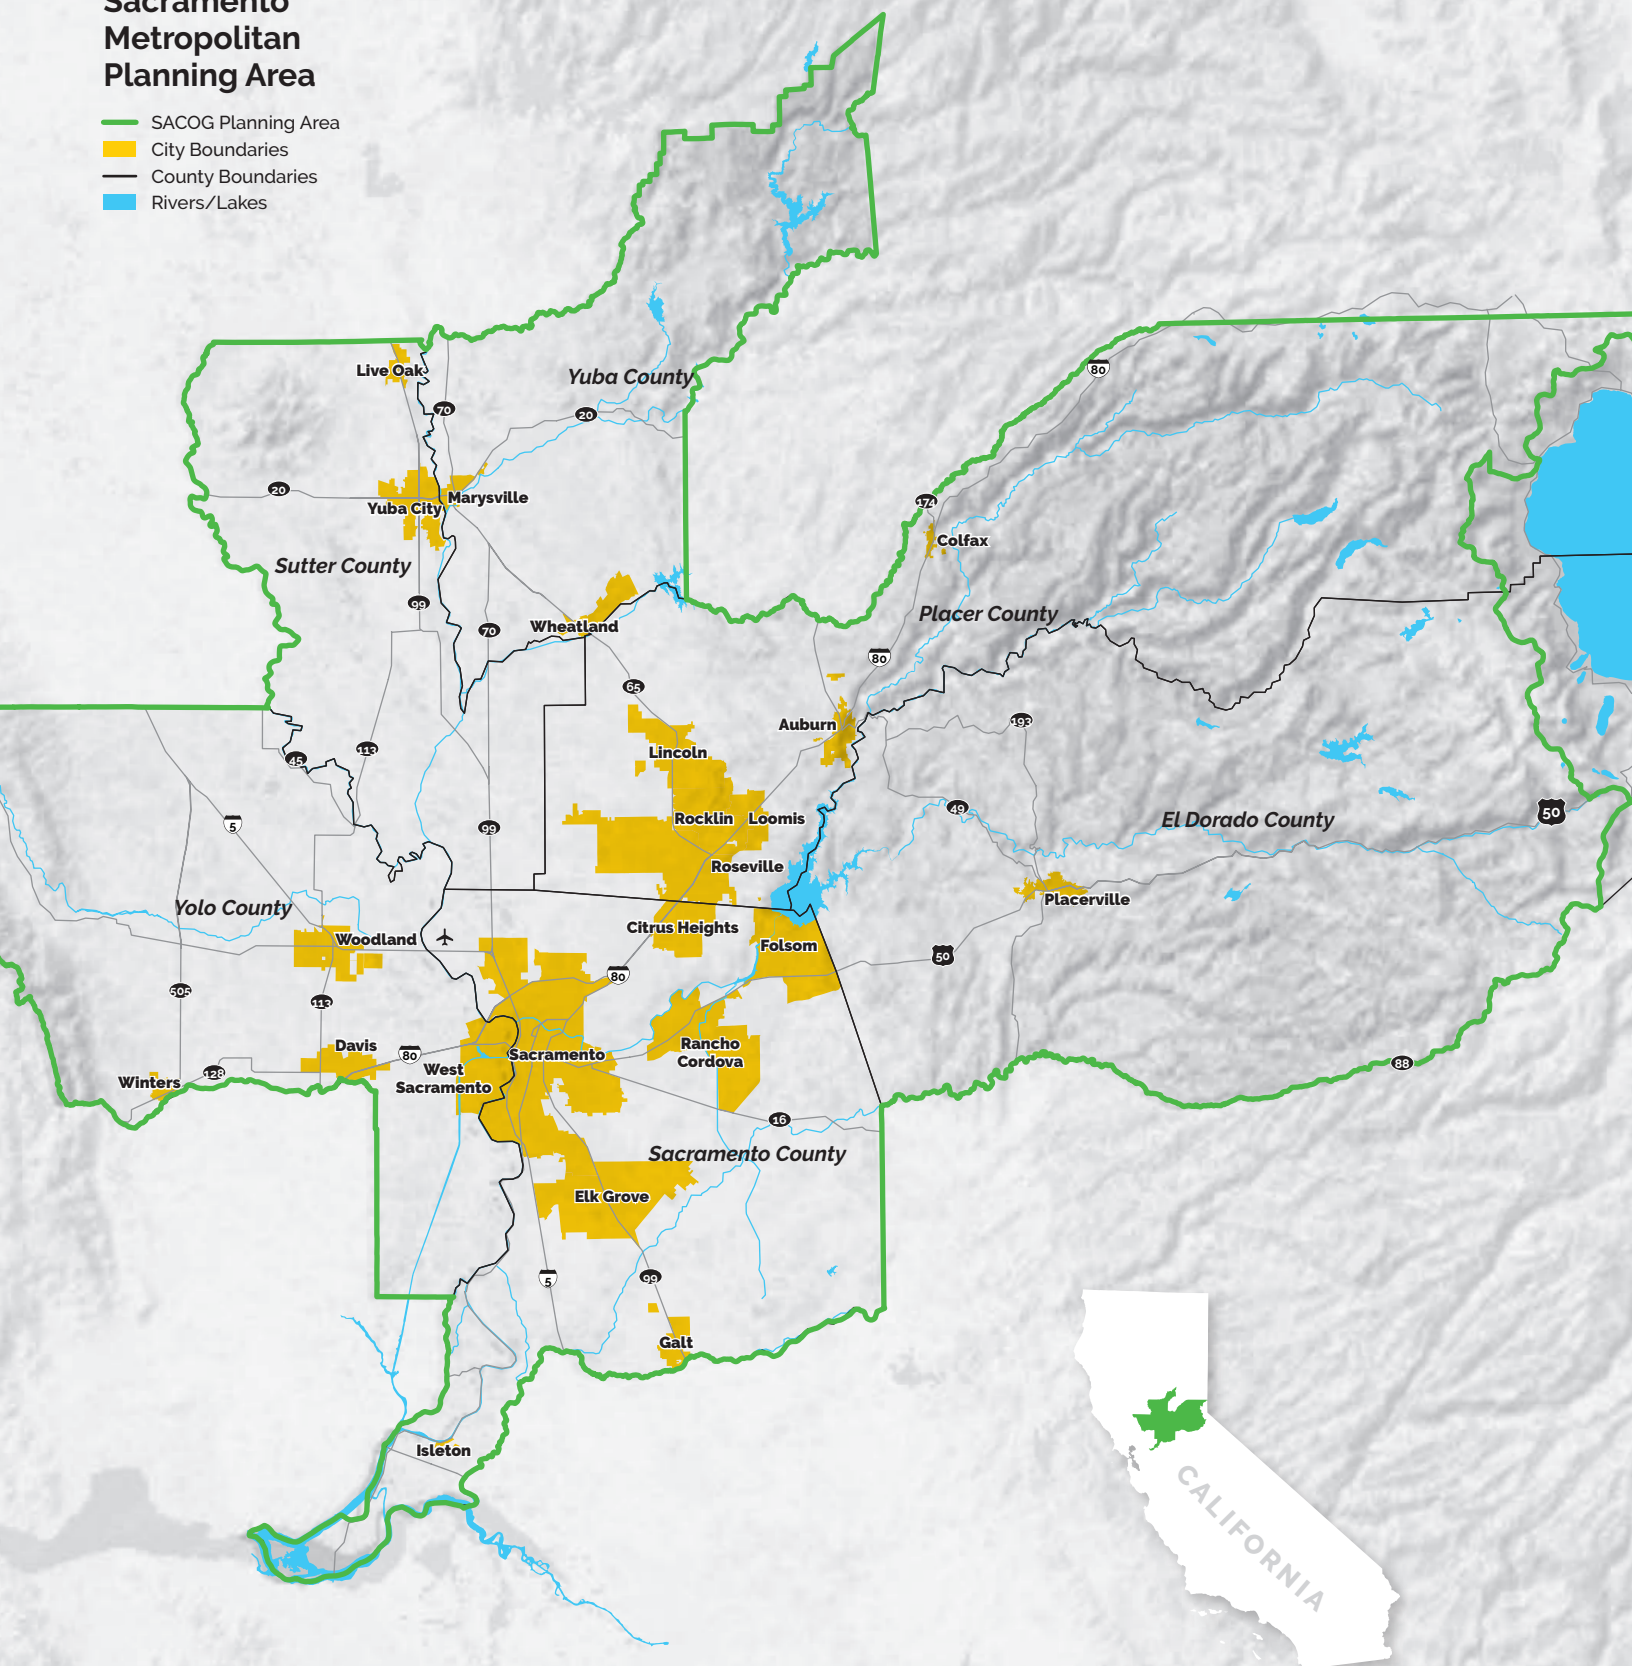 Sacramento
Metropolitan
Planning Area
SACOG Planning Area
City Boundaries
County Boundaries
Rivers/Lakes
Live Oak
Yuba County
80
70
20
20
Marysville
174
Yuba City
Colfax
Sutter County
99
Placer County
Wheatland
70
80
65
193
Auburn
113
Lincoln
45
49
50
Rocklin
Loomis
El Dorado County
5
99
Roseville
Placerville
Yolo County
Citrus Heights
Woodland
Folsom
50
80
505
113
Rancho
Cordova
Davis
80
Sacramento
West
Sacramento
88
128
Winters
16
Sacramento County
Elk Grove
5
99
Galt
Isleton
CALIFORNIA